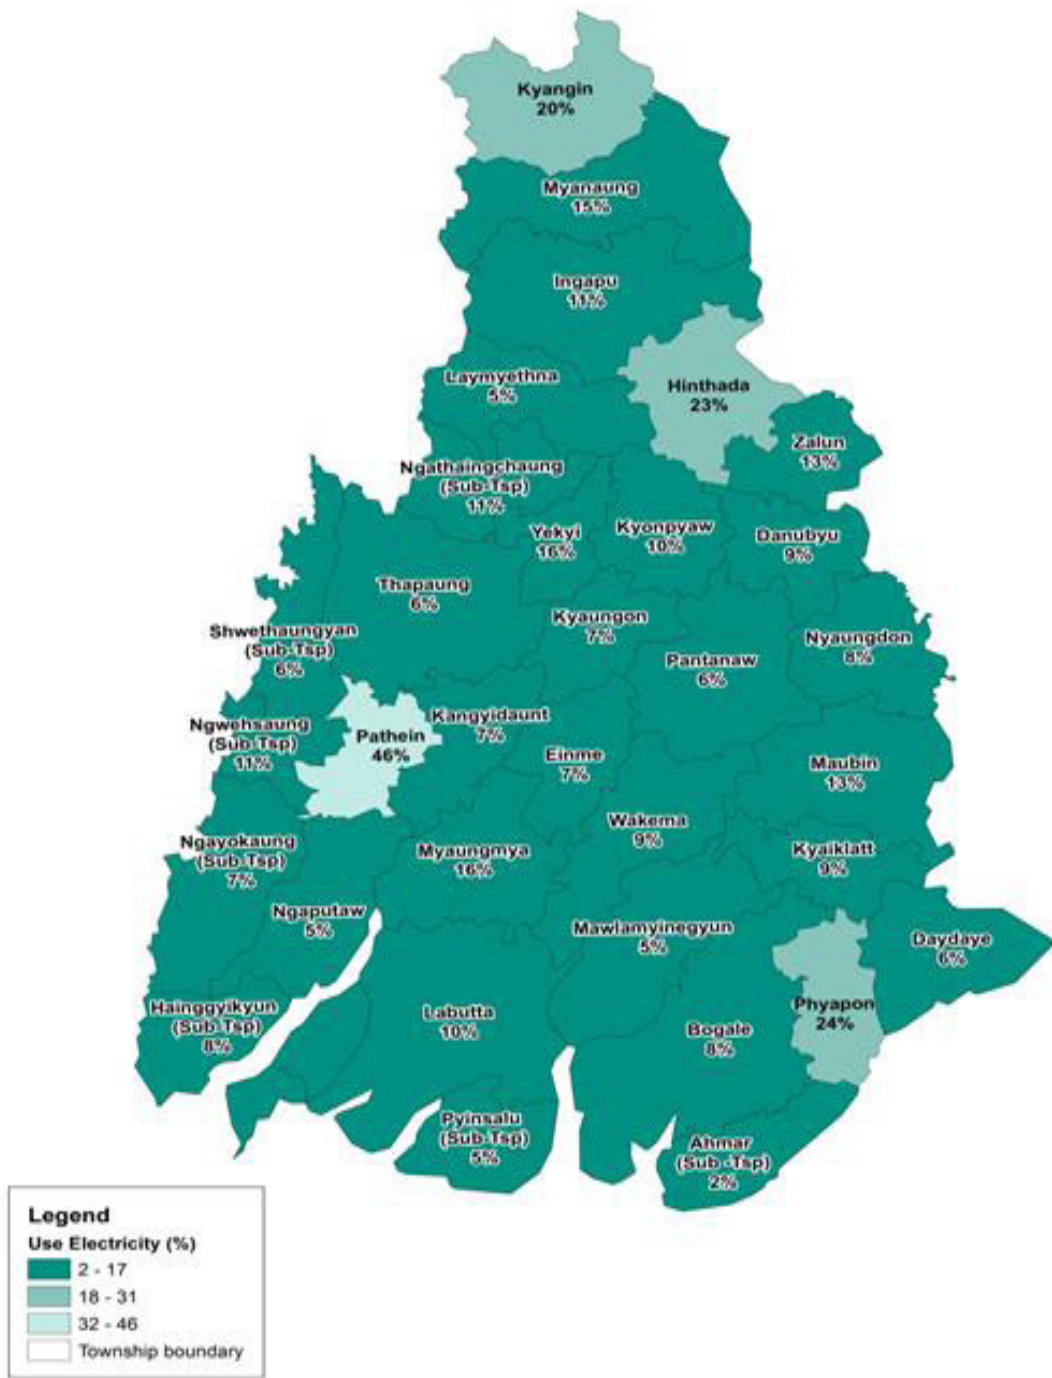 Kyangin
20%
Myanaung
15%
Ingapu
11%
Laymyethna
5%
Hinthada
23%
Zalun
13%
Ngathaingchaung
(Sub-Tsp)
11%
Yekyi
16%
Kyonpyaw
10%
Danubyu
9%
Thapaung
6%
Kyaungon
7%
Shwethaungyan
(Sub-Tsp)
6%
Pantanaw
6%
Nyaungdon
8%
Ngwehsaung
(Sub-Tsp)
11%
Pathein
46%
Kangyidaunt
7%
Einme
7%
Maubin
13%
Ngayokaung
(Sub-Tsp)
7%
Myaungmya
16%
Wakema
9%
Kyaiklatt
9%
Ngaputaw
5%
Mawlamyinegyun
5%
Daydaye
6%
Hainggyikyun
(Sub-Tsp)
8%
Labutta
10%
Bogale
8%
Phyapon
24%
Pyinsalu
(Sub-Tsp)
5%
Ahmar
(Sub -Tsp)
2%
Legend
Use Electricity (%)
2 - 17
18 - 31
32 - 46
Township boundary